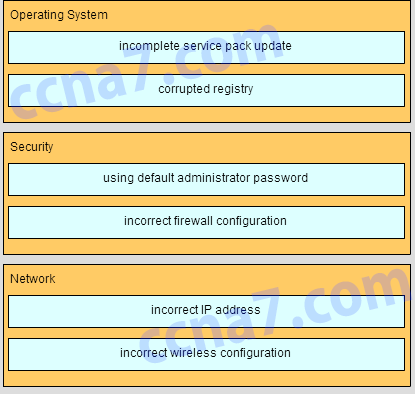 Operating System
incomplete service pack update
corrupted registry
ccna7.com
Security
using default administrator password
incorrect firewall configuration
Network
incorrect IP address
incorrect wireless configuration
ccna7.com